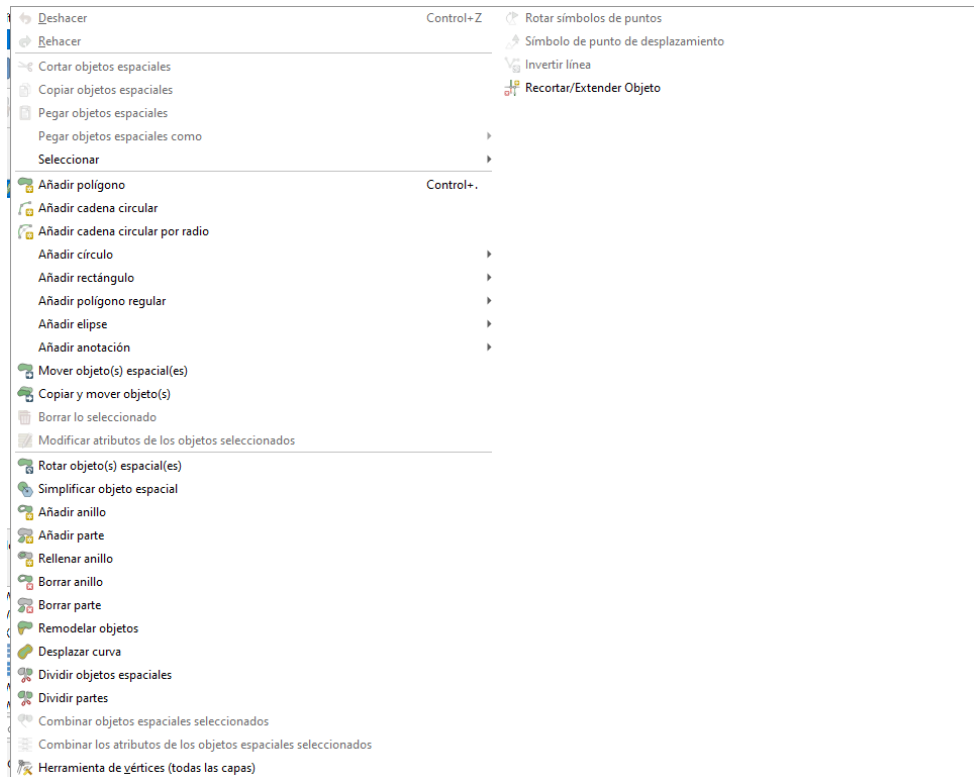 Deshacer Control+Z
Rehacer
Cortar objetos espaciales
Copiar objetos espaciales
Pegar objetos espaciales
Pegar objetos espaciales como
Seleccionar
Añadir polígono Control+.
Añadir cadena circular
Añadir cadena circular por radio
Añadir círculo
Añadir rectángulo
Añadir polígono regular
Añadir elipse
Añadir anotación
Mover objeto(s) espacial(es)
Copiar y mover objeto(s)
Borrar lo seleccionado
Modificar atributos de los objetos seleccionados
Rotar objeto(s) espacial(es)
Simplificar objeto espacial
Añadir anillo
Añadir parte
Rellenar anillo
Borrar anillo
Borrar parte
Remodelar objetos
Desplazar curva
Dividir objetos espaciales
Dividir partes
Combinar objetos espaciales seleccionados
Combinar los atributos de los objetos espaciales seleccionados
Herramienta de vértices (todas las capas)
Rotar símbolos de puntos
Símbolo de punto de desplazamiento
Invertir línea
Recortar/Extender Objeto